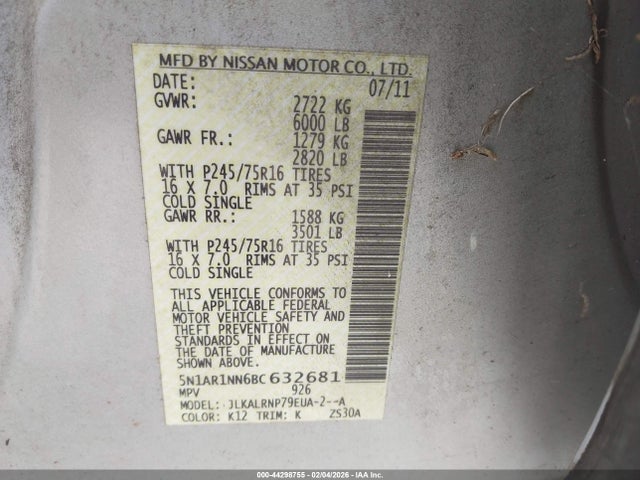 MFD BY NISSAN MOTOR CO., LTD.
DATE: 07/11
GVWR: 2722 KG
6000 LB
GAWR FR.: 1279 KG
2820 LB
WITH P245/75R16 TIRES
16 X 7.0 RIMS AT 35 PSI
COLD SINGLE
GAWR RR.: 1588 KG
3501 LB
WITH P245/75R16 TIRES
16 X 7.0 RIMS AT 35 PSI
COLD SINGLE
THIS VEHICLE CONFORMS TO
ALL APPLICABLE FEDERAL
MOTOR VEHICLE SAFETY AND
THEFT PREVENTION
STANDARDS IN EFFECT ON
THE DATE OF MANUFACTURE
SHOWN ABOVE.
5N1AR1NN6BC632681
MPV 926
MODEL: JLKALRNP79EUA-2--A
COLOR: K12 TRIM: K ZS30A
000-44298755 - 02/04/2026 - IAAI Copart